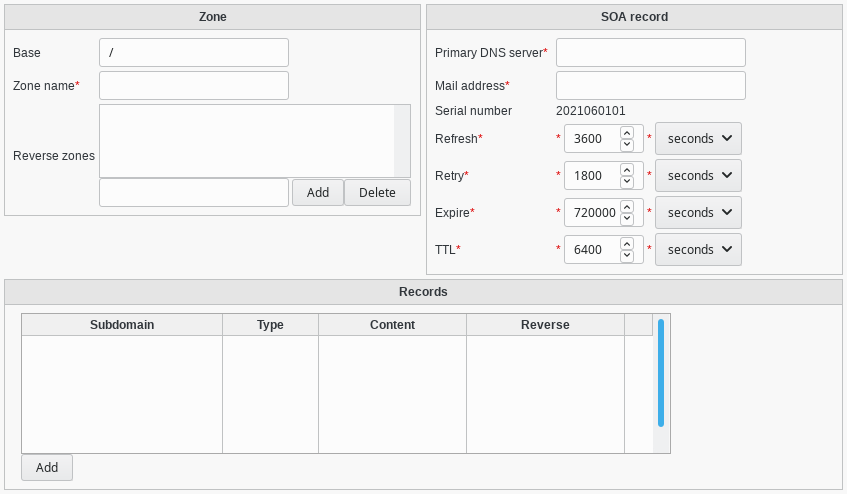 Zone
Base /
Zone name*
Reverse zones
Add Delete
SOA record
Primary DNS server*
Mail address*
Serial number 2021060101
Refresh* * 3600 * seconds
Retry* * 1800 * seconds
Expire* * 720000 * seconds
TTL* * 6400 * seconds
Records
Subdomain Type Content Reverse
Add